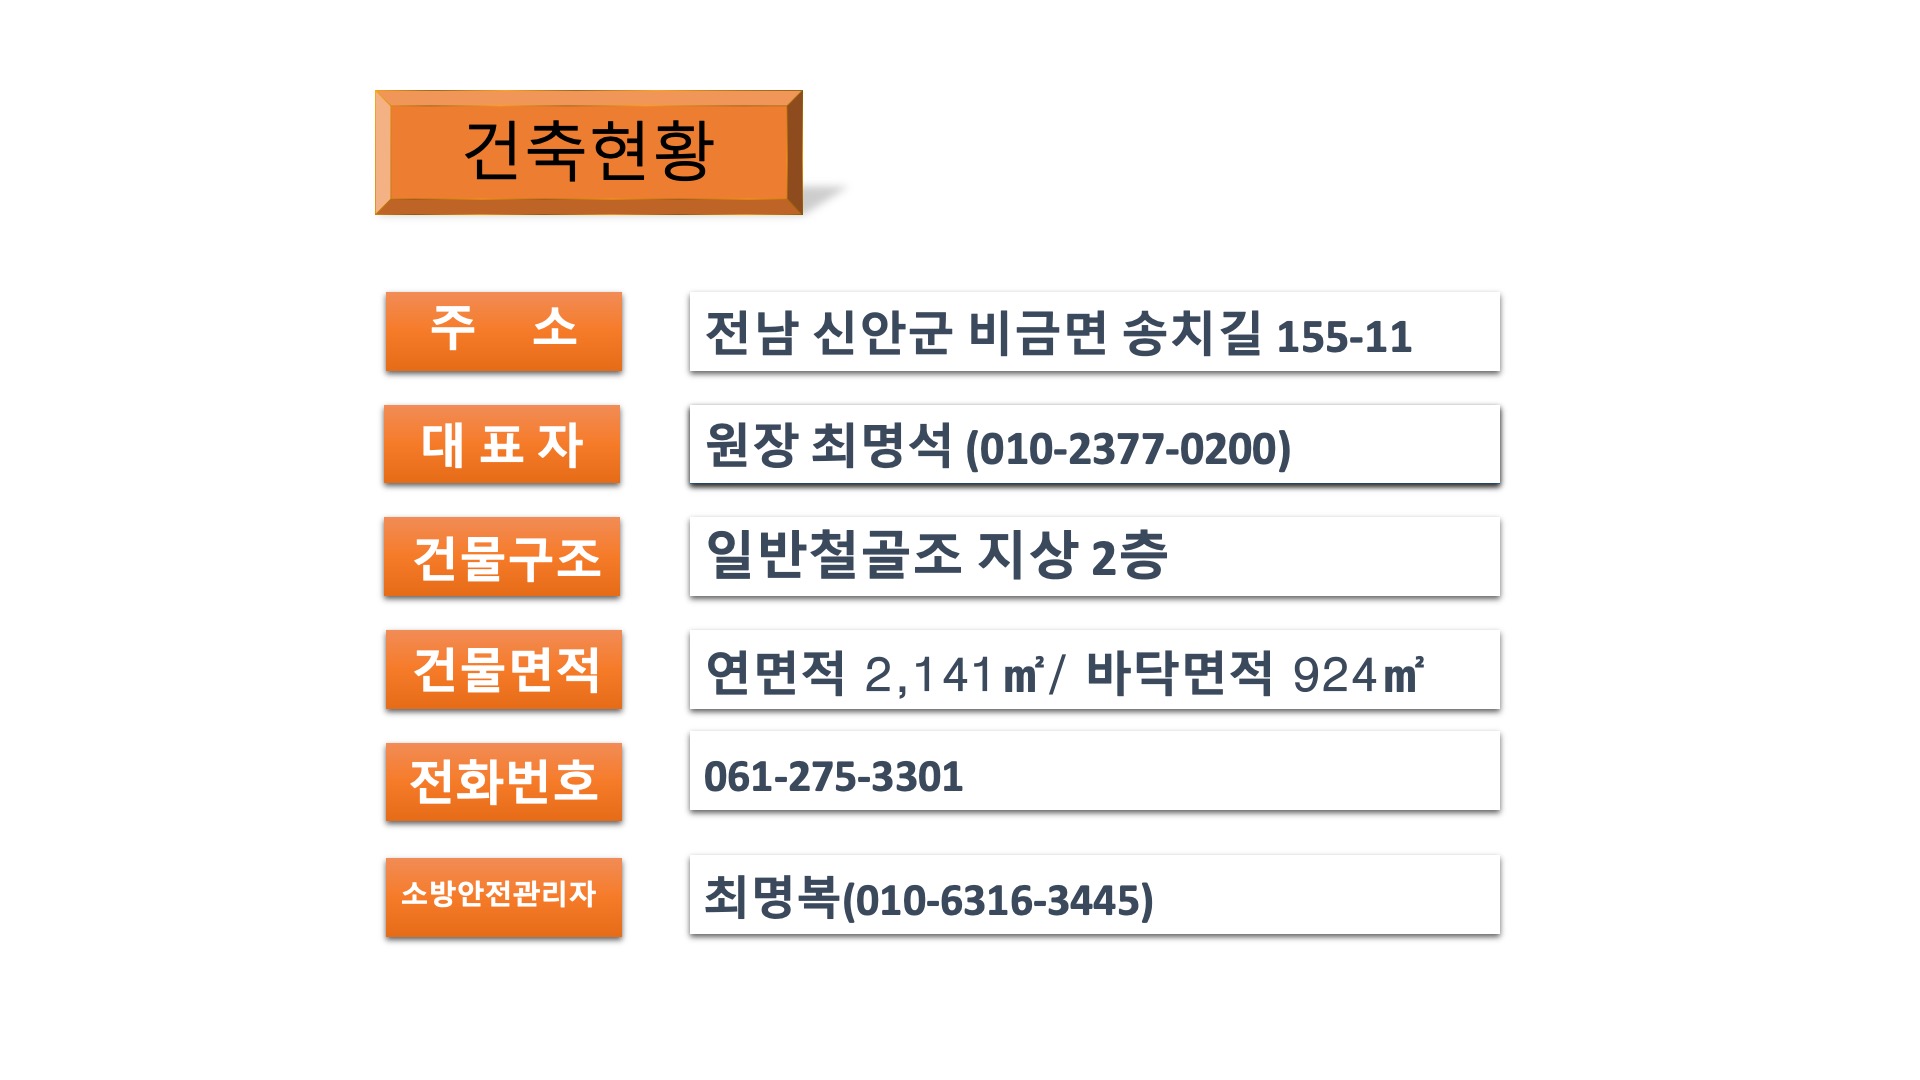 건축현황
주 소 전남 신안군 비금면 송치길 155-11
대 표 자 원장 최명석 (010-2377-0200)
건물구조 일반철골조 지상 2층
건물면적 연면적 2,141㎡/ 바닥면적 924㎡
전화번호 061-275-3301
소방안전관리자 최명복(010-6316-3445)